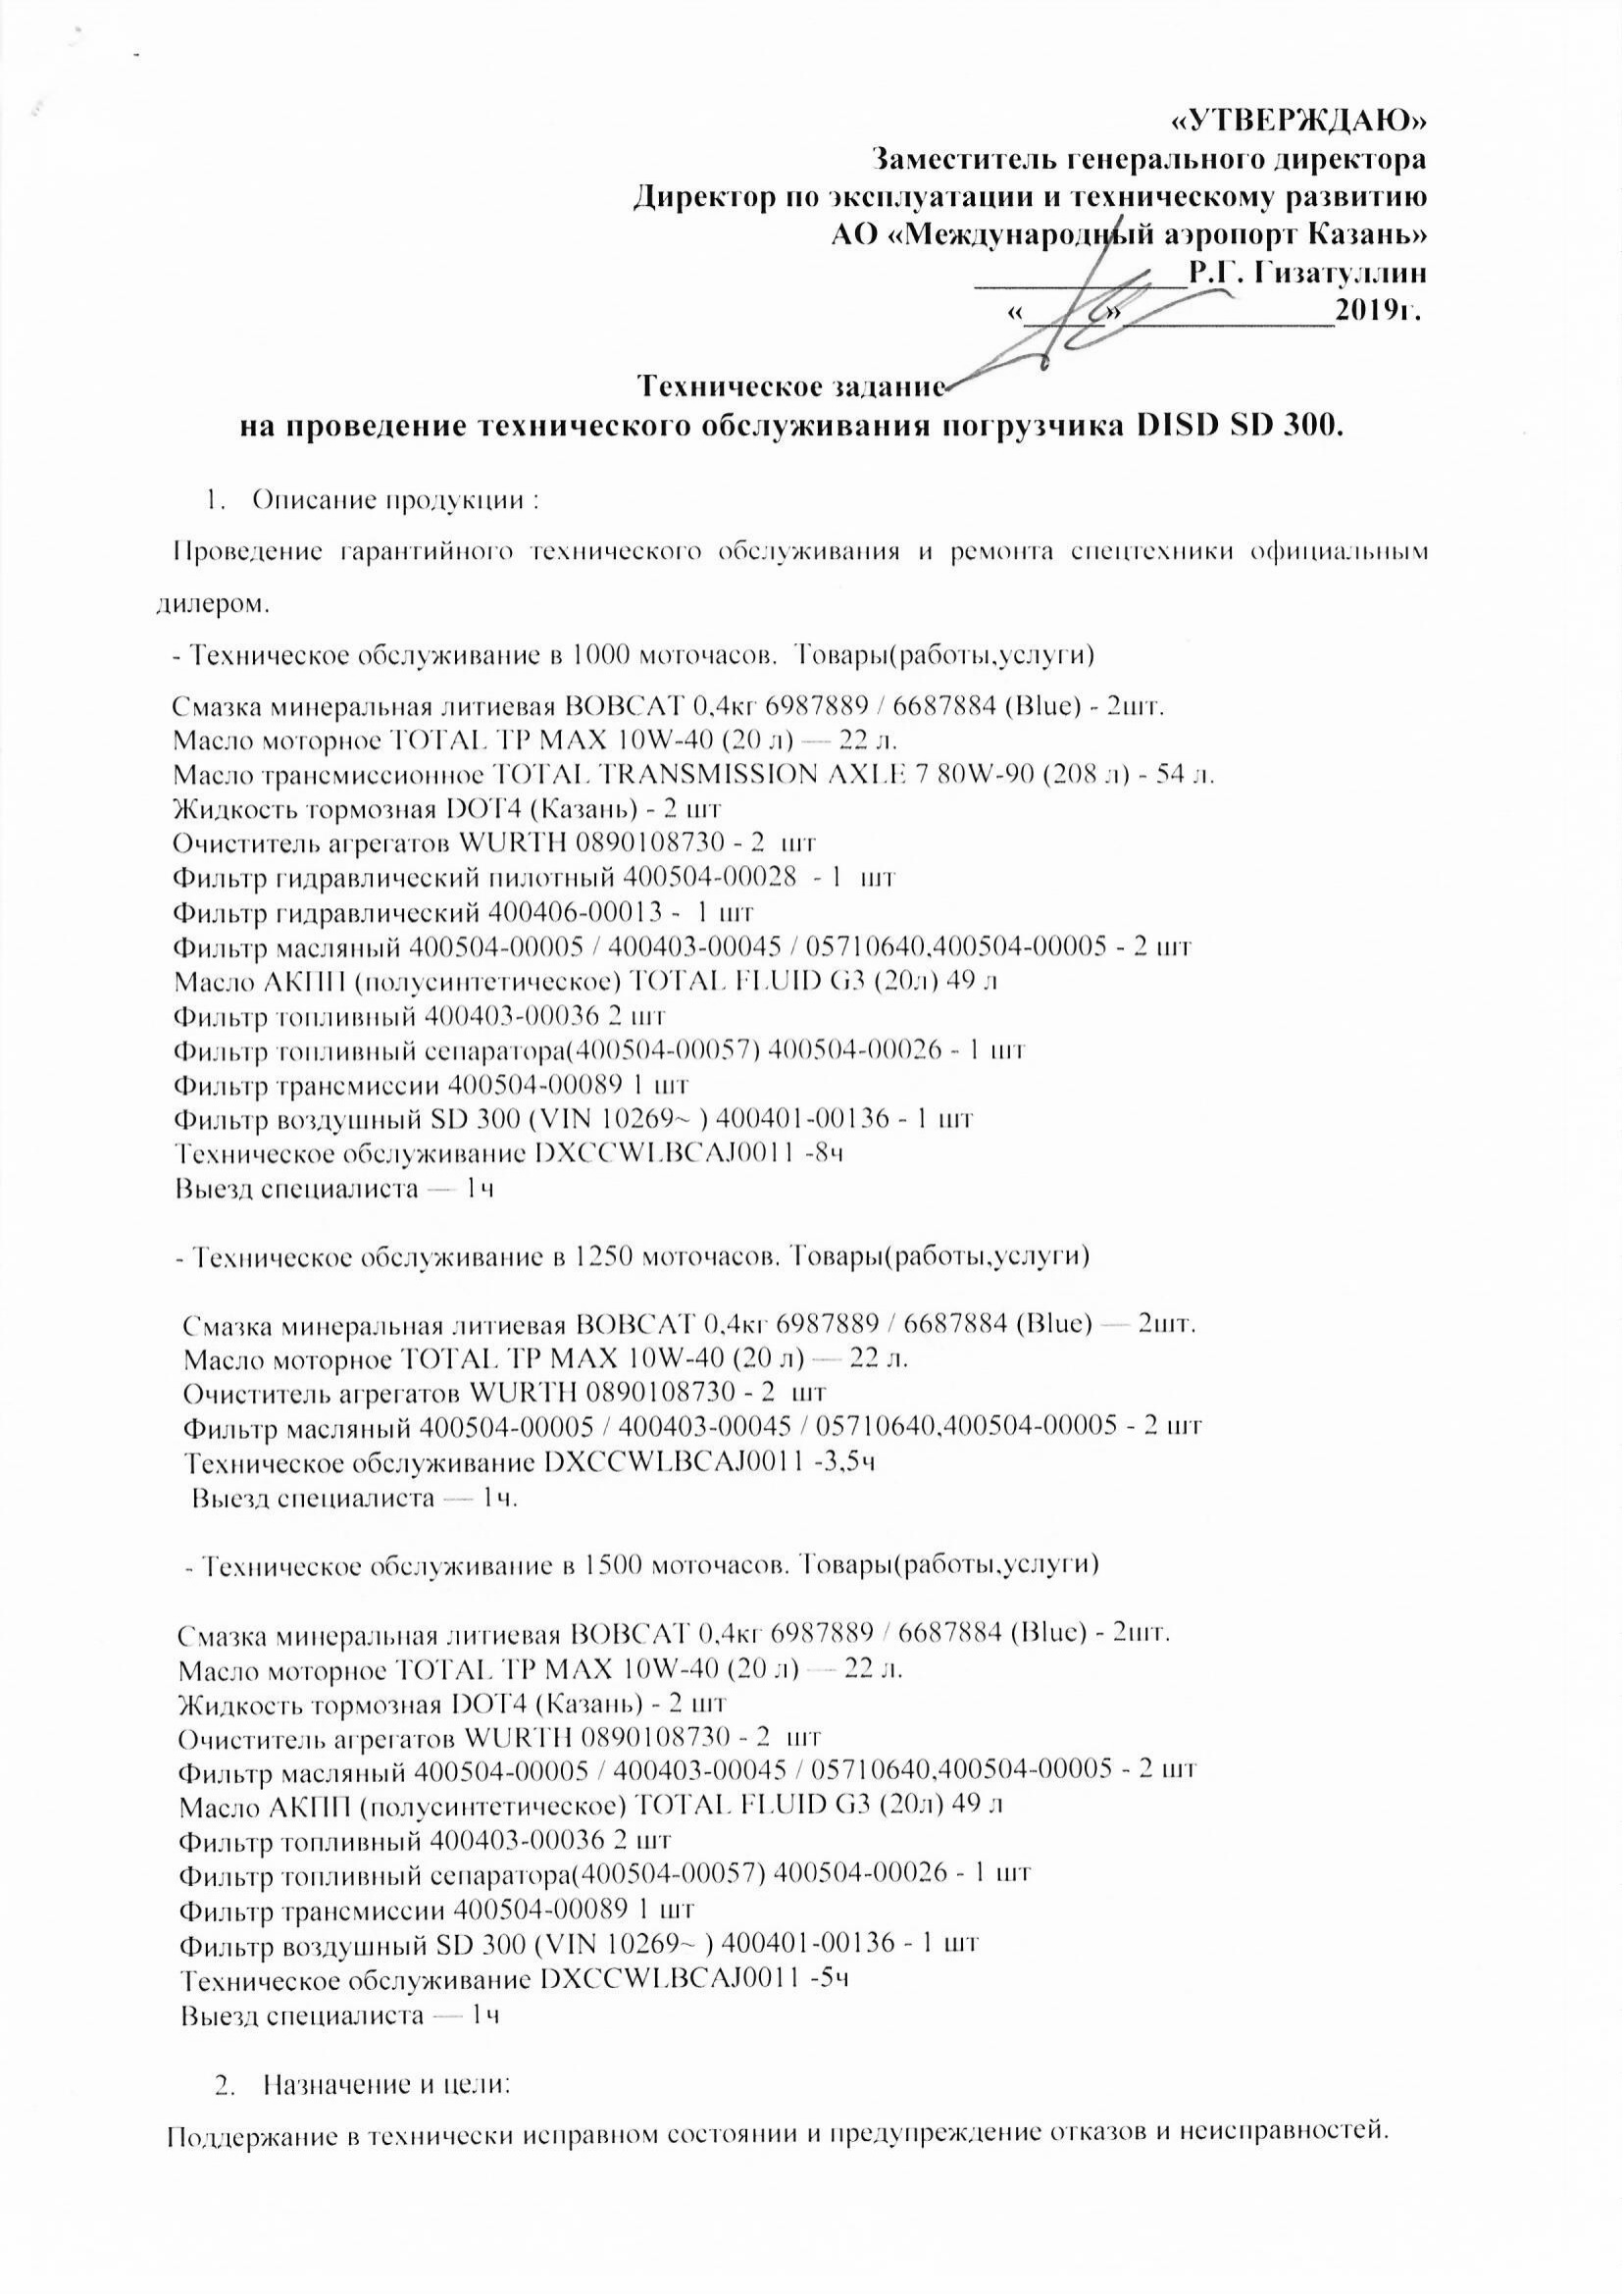 «УТВЕРЖДАЮ»
Заместитель генерального директора
Директор по эксплуатации и техническому развитию
АО «Международный аэропорт Казань»
_____________Р.Г. Гизатуллин
«_____»_____________2019г.
Техническое задание
на проведение технического обслуживания погрузчика DISD SD 300.
1. Описание продукции :
Проведение гарантийного технического обслуживания и ремонта спецтехники официальным
дилером.
- Техническое обслуживание в 1000 моточасов. Товары(работы,услуги)
Смазка минеральная литиевая BOBCAT 0,4кг 6987889 / 6687884 (Blue) - 2шт.
Масло моторное TOTAL TP MAX 10W-40 (20 л) — 22 л.
Масло трансмиссионное TOTAL TRANSMISSION AXLE 7 80W-90 (208 л) - 54 л.
Жидкость тормозная DOT4 (Казань) - 2 шт
Очиститель агрегатов WURTH 0890108730 - 2 шт
Фильтр гидравлический пилотный 400504-00028 - 1 шт
Фильтр гидравлический 400406-00013 - 1 шт
Фильтр масляный 400504-00005 / 400403-00045 / 05710640,400504-00005 - 2 шт
Масло АКПП (полусинтетическое) TOTAL FLUID G3 (20л) 49 л
Фильтр топливный 400403-00036 2 шт
Фильтр топливный сепаратора(400504-00057) 400504-00026 - 1 шт
Фильтр трансмиссии 400504-00089 1 шт
Фильтр воздушный SD 300 (VIN 10269~ ) 400401-00136 - 1 шт
Техническое обслуживание DXCCWLBCAJ0011 -8ч
Выезд специалиста — 1ч
- Техническое обслуживание в 1250 моточасов. Товары(работы,услуги)
Смазка минеральная литиевая BOBCAT 0,4кг 6987889 / 6687884 (Blue) — 2шт.
Масло моторное TOTAL TP MAX 10W-40 (20 л) — 22 л.
Очиститель агрегатов WURTH 0890108730 - 2 шт
Фильтр масляный 400504-00005 / 400403-00045 / 05710640,400504-00005 - 2 шт
Техническое обслуживание DXCCWLBCAJ0011 -3,5ч
Выезд специалиста — 1ч.
- Техническое обслуживание в 1500 моточасов. Товары(работы,услуги)
Смазка минеральная литиевая BOBCAT 0,4кг 6987889 / 6687884 (Blue) - 2шт.
Масло моторное TOTAL TP MAX 10W-40 (20 л) — 22 л.
Жидкость тормозная DOT4 (Казань) - 2 шт
Очиститель агрегатов WURTH 0890108730 - 2 шт
Фильтр масляный 400504-00005 / 400403-00045 / 05710640,400504-00005 - 2 шт
Масло АКПП (полусинтетическое) TOTAL FLUID G3 (20л) 49 л
Фильтр топливный 400403-00036 2 шт
Фильтр топливный сепаратора(400504-00057) 400504-00026 - 1 шт
Фильтр трансмиссии 400504-00089 1 шт
Фильтр воздушный SD 300 (VIN 10269~ ) 400401-00136 - 1 шт
Техническое обслуживание DXCCWLBCAJ0011 -5ч
Выезд специалиста — 1ч
2. Назначение и цели:
Поддержание в технически исправном состоянии и предупреждение отказов и неисправностей.